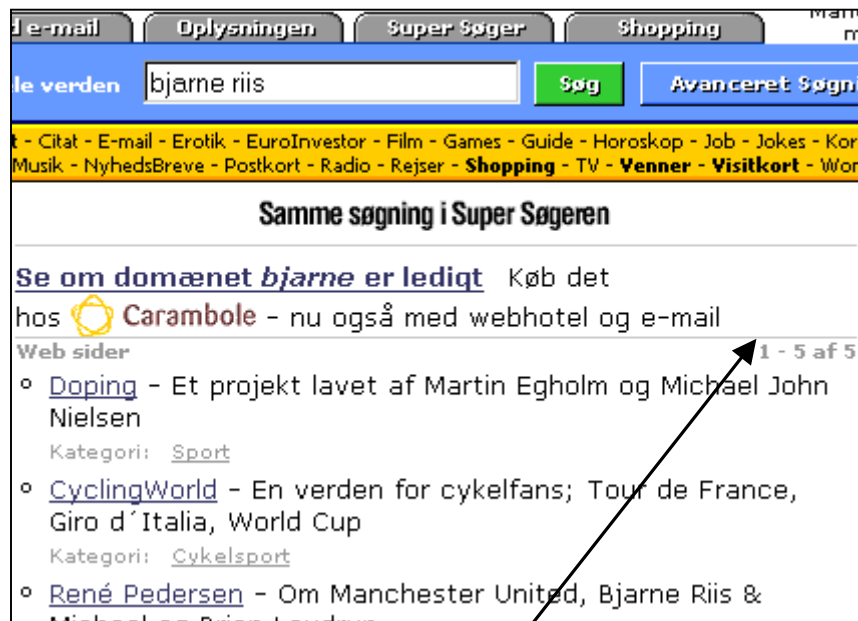 d e-mail Oplysningen Super Søger Shopping
le verden bjarne riis Søg Avanceret Søgni
t - Citat - E-mail - Erotik - EuroInvestor - Film - Games - Guide - Horoskop - Job - Jokes - Kor
Musik - NyhedsBreve - Postkort - Radio - Rejser - Shopping - TV - Venner - Visitkort - Wor
Samme søgning i Super Søgeren
Se om domænet bjarne er ledigt Køb det
hos Carambole - nu også med webhotel og e-mail
Web sider 1 - 5 af 5
Doping - Et projekt lavet af Martin Egholm og Michael John
Nielsen
Kategori: Sport
CyclingWorld - En verden for cykelfans; Tour de France,
Giro d´Italia, World Cup
Kategori: Cykelsport
René Pedersen - Om Manchester United, Bjarne Riis &